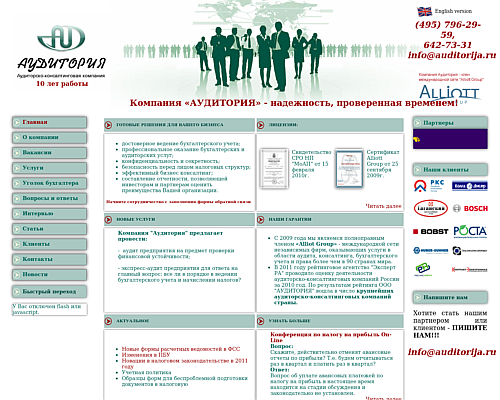 АУДИТОРИЯ
Аудиторско-консалтинговая компания
10 лет работы
English version
(495) 796-29-
59,
642-73-31
info@auditorija.ru
Компания Аудитория - член
международной сети "Alliott Group"
Alliott
Компания «АУДИТОРИЯ» - надежность, проверенная временем!
Главная
О компании
Вакансии
Услуги
Уголок бухгалтера
Вопросы и ответы
Интервью
Статьи
Клиенты
Контакты
Новости
Быстрый переход
У Вас отключен flash или
javascript.
ГОТОВЫЕ РЕШЕНИЯ ДЛЯ ВАШЕГО БИЗНЕСА
достоверное ведение бухгалтерского учета;
профессиональное оказание бухгалтерских и
аудиторских услуг;
конфиденциальность и секретность;
безопасность перед лицом налоговых структур;
эффективный бизнес консалтинг;
составление отчетности, позволяющей
инвесторам и партнерам оценить
преимущества Вашей организации.
Начните сотрудничество с заполнения формы обратной связи
ЛИЦЕНЗИИ:
Свидетельство
СРО НП
"МоАП" от 15
февраля
2010г.
Сертификат
Alliott
Group от 25
сентября
2009г.
Читать далее
НОВЫЕ УСЛУГИ
Компания "Аудитория" предлагает
провести:
- аудит предприятия на предмет проверки
финансовой устойчивости;
- экспресс-аудит предприятия для ответа на
главный вопрос: все ли в порядке в ведении
бухгалтерского учета и начислении налогов?
НАШИ ГАРАНТИИ
С 2009 года мы являемся полноправным
членом «Alliot Group» - международной сети
независимых фирм, оказывающих услуги в
области аудита, консалтинга, бухгалтерского
учета и права более чем в 90 странах мира.
В 2011 году рейтинговое агентство "Эксперт
РА" проводило оценку деятельности
аудиторско-консалтинговых компаний России
за 2010 год. По результатам рейтинга ООО
"АУДИТОРИЯ" вошла в число крупнейших
аудиторско-консалтинговых компаний
страна.
Читать далее
АКТУАЛЬНОЕ
Новые формы расчетных ведомостей в ФСС
Изменения в ПБУ
Новации в налоговом законодательстве в 2011
году
Учетная политика
Образцы форм для беспроблемной подготовки
документов в налоговую
УЗНАТЬ БОЛЬШЕ
Конференция по налогу на прибыль On-
Line
Вопрос:
Скажите, действительно отменят авансовые
отчеты по прибыли? Т.е. будем отчитываться
раз в квартал и платить раз в квартал?
Ответ:
Вопрос об уплате авансовых платежей по
налогу на прибыль в настоящее время
находится на стадии обсуждения и
законодательно не установлен.
Читать далее
Партнеры
Наши клиенты
РКС
BOSCH
BOBST
РОСТА
Напишите нам
Хотите стать нашим
партнером или
клиентом - ПИШИТЕ
НАМ!!!
info@auditorija.ru